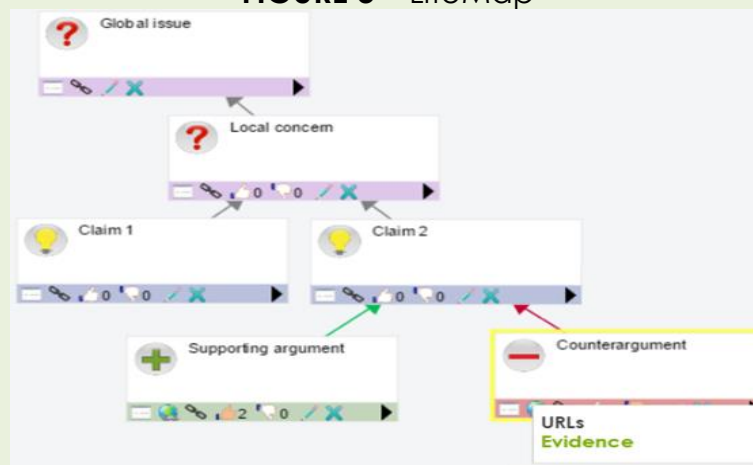 Global issue
Local concern
0 0
Claim 1
Claim 2
0 0
0 0
Supporting argument
Counterargument
2 0
URLs
Evidence